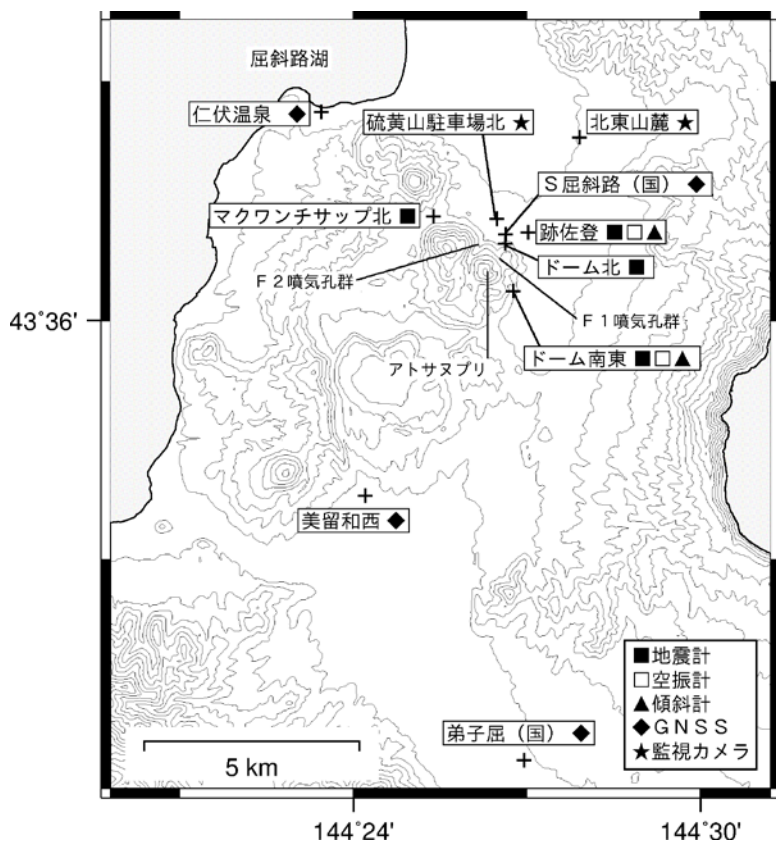 屈斜路湖
仁伏温泉 ◆
硫黄山駐車場北 ★
北東山麓 ★
S屈斜路（国） ◆
マクワンチサップ北 ■
跡佐登 ■□▲
ドーム北 ■
F2噴気孔群
43˚36'
F1噴気孔群
アトサヌプリ
ドーム南東 ■□▲
美留和西 ◆
■地震計
□空振計
▲傾斜計
◆GNSS
★監視カメラ
弟子屈（国） ◆
5 km
144˚24'
144˚30'